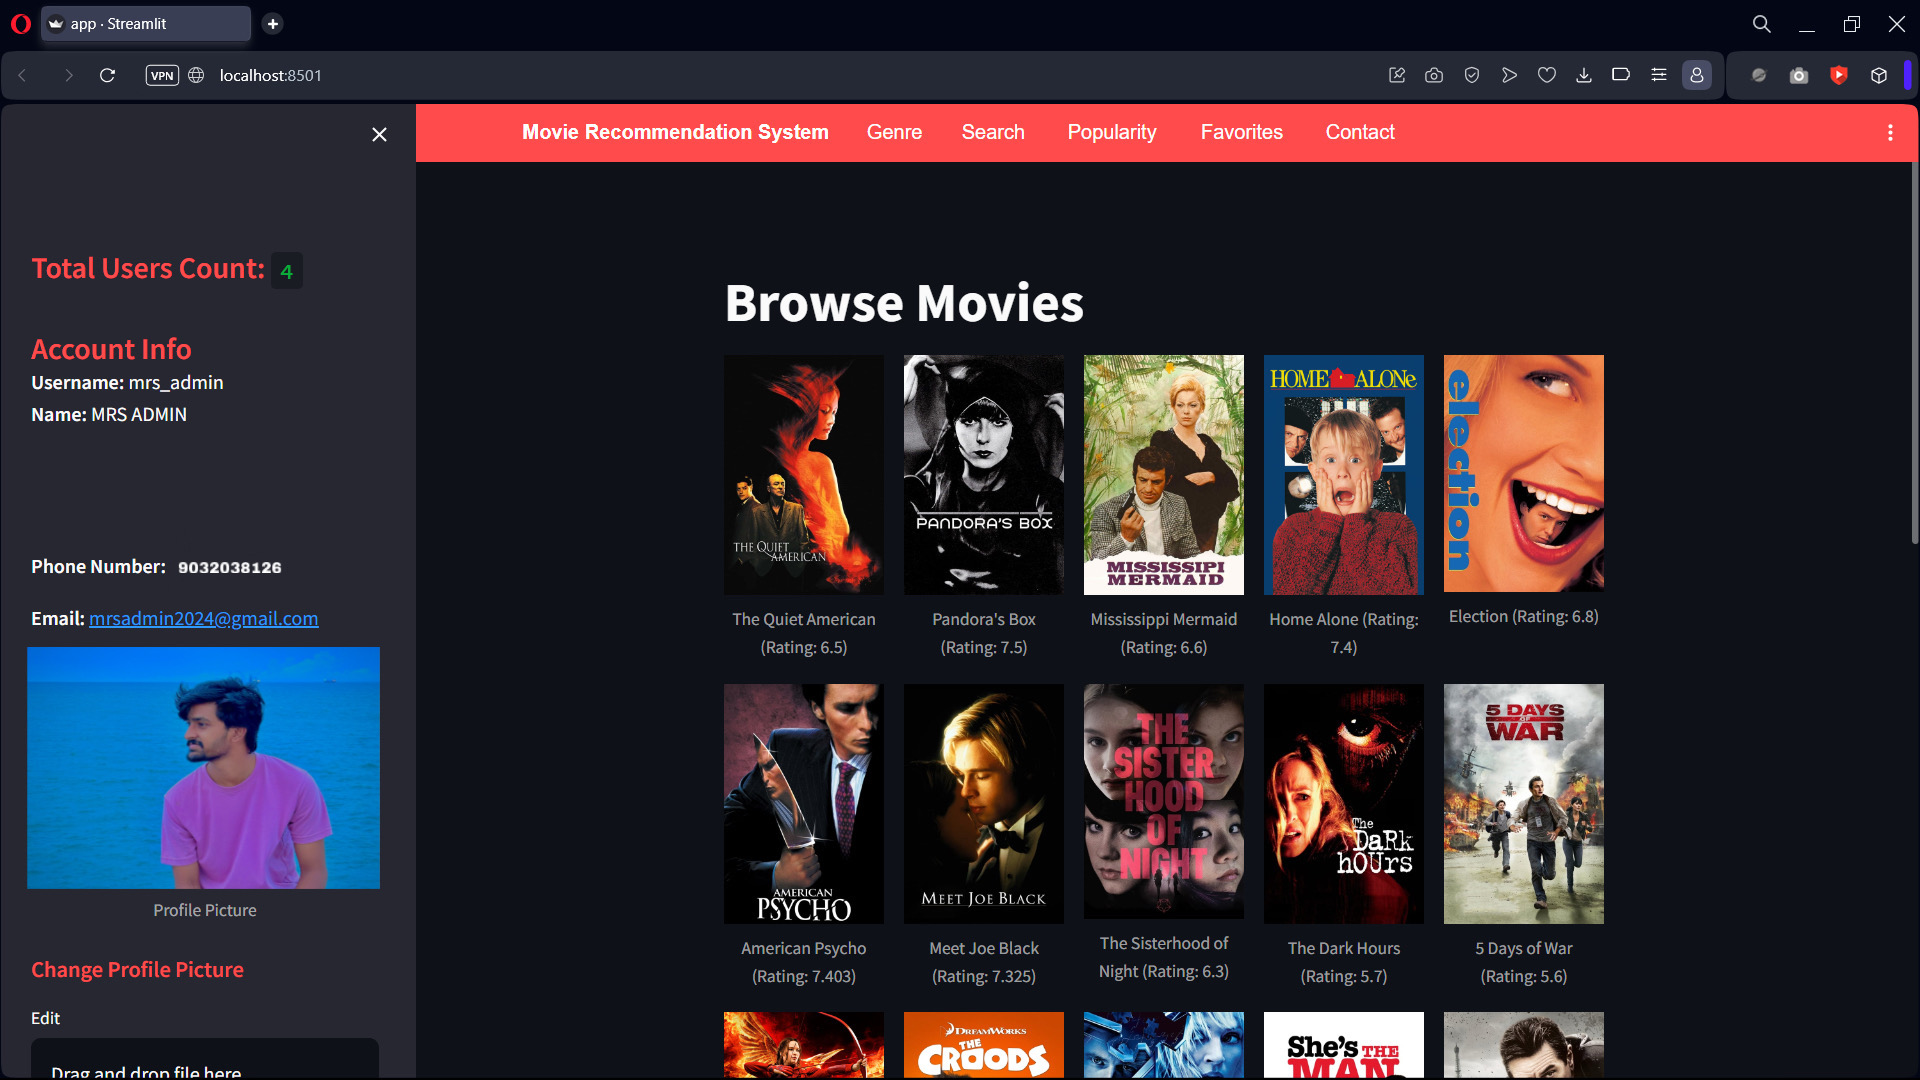 app · Streamlit
VPN
localhost:8501
Movie Recommendation System
Genre
Search
Popularity
Favorites
Contact
Total Users Count: 4
Account Info
Username: mrs_admin
Name: MRS ADMIN
Phone Number: 9032038126
Email: mrsadmin2024@gmail.com
Profile Picture
Change Profile Picture
Edit
Drag and drop file here
Browse Movies
THE QUIET
AMERICAN
PANDORA'S BOX
MISSISSIPI
MERMAID
HOME ALONe
election
The Quiet American
(Rating: 6.5)
Pandora's Box
(Rating: 7.5)
Mississippi Mermaid
(Rating: 6.6)
Home Alone (Rating:
7.4)
Election (Rating: 6.8)
AMERICAN
PSYCHO
MEET JOE BLACK
THE
SISTER
HOOD
OF
NIGHT
The
DaRk
hOURs
5 DAYS
OF
WAR
American Psycho
(Rating: 7.403)
Meet Joe Black
(Rating: 7.325)
The Sisterhood of
Night (Rating: 6.3)
The Dark Hours
(Rating: 5.7)
5 Days of War
(Rating: 5.6)
DREAMWORKS
THE
CROODS
She's THE
MAN